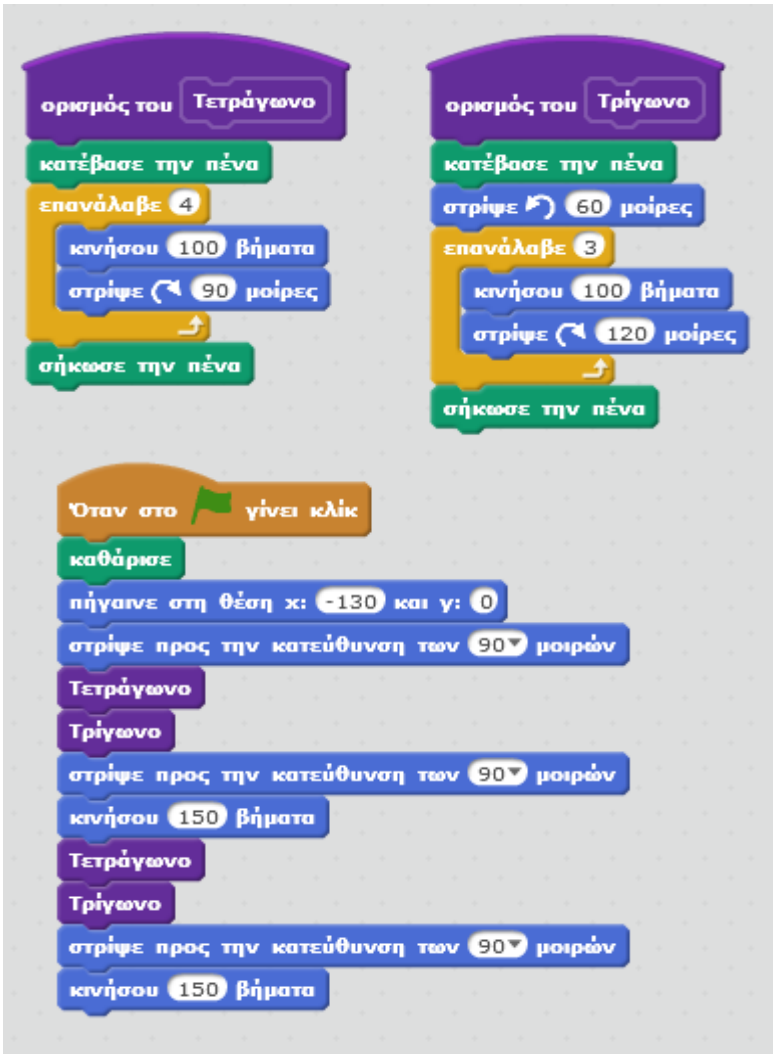 ορισμός του Τετράγωνο
κατέβασε την πένα
επανάλαβε 4
κινήσου 100 βήματα
στρίψε 90 μοίρες
σήκωσε την πένα
ορισμός του Τρίγωνο
κατέβασε την πένα
στρίψε 60 μοίρες
επανάλαβε 3
κινήσου 100 βήματα
στρίψε 120 μοίρες
σήκωσε την πένα
Όταν στο γίνει κλίκ
καθάρισε
πήγαινε στη θέση x: -130 και y: 0
στρίψε προς την κατεύθυνση των 90 μοιρών
Τετράγωνο
Τρίγωνο
στρίψε προς την κατεύθυνση των 90 μοιρών
κινήσου 150 βήματα
Τετράγωνο
Τρίγωνο
στρίψε προς την κατεύθυνση των 90 μοιρών
κινήσου 150 βήματα